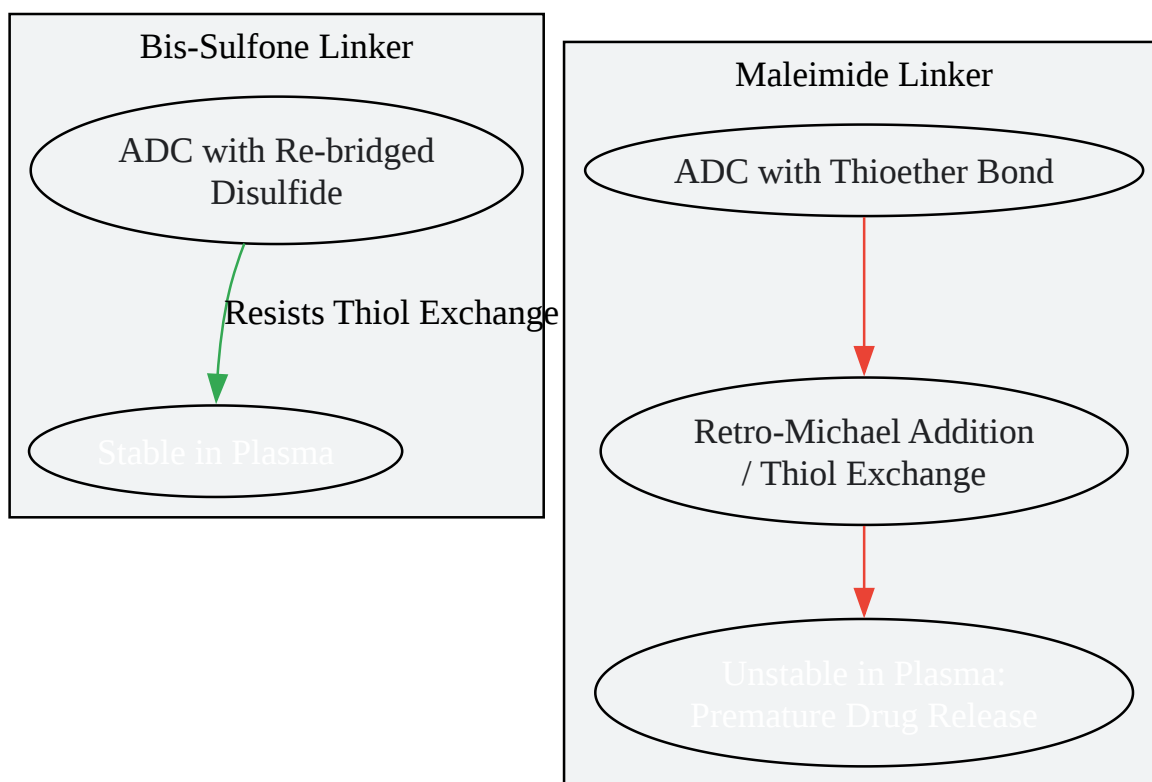 Bis-Sulfone Linker
ADC with Re-bridged
Disulfide
Resists Thiol Exchange
Stable in Plasma
Maleimide Linker
ADC with Thioether Bond
Retro-Michael Addition
/ Thiol Exchange
Unstable in Plasma:
Premature Drug Release